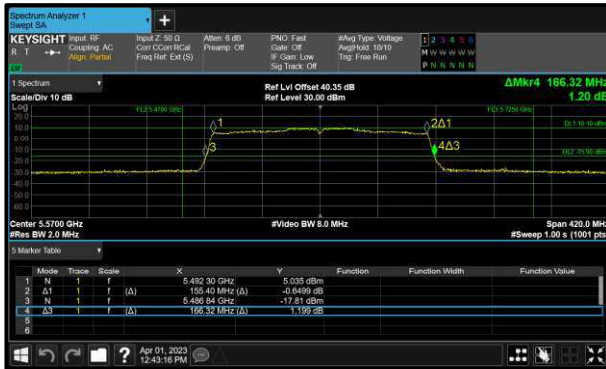 Spectrum Analyzer 1
Swept SA
+
KEYSIGHT Input: RF
R T Coupling: AC
Align: Partial
Input Z: 50 Ω
Corr CCorr RCal
Freq Ref: Ext (S)
Atten: 6 dB
Preamp: Off
PNO: Fast
Gate: Off
IF Gain: Low
Sig Track: Off
#Avg Type: Voltage
Avg|Hold: 10/10
Trig: Free Run
1 2 3 4 5 6
M W W W W W
P N N N N N
1 Spectrum
Scale/Div 10 dB
Ref Lvl Offset 40.35 dB
Ref Level 30.00 dBm
ΔMkr4 166.32 MHz
1.20 dB
Log
20.0
10.0
0.00
-10.0
-20.0
-30.0
-40.0
-50.0
-60.0
1
2Δ1
3
4Δ3
Center 5.5700 GHz
#Res BW 2.0 MHz
#Video BW 8.0 MHz
Span 420.0 MHz
#Sweep 1.00 s (1001 pts)
5 Marker Table
Mode Trace Scale X Y Function Function Width Function Value
1 N 1 f 5.492 30 GHz 5.035 dBm
2 Δ1 1 f (Δ) 155.40 MHz (Δ) -0.6499 dB
3 N 1 f 5.486 84 GHz -17.81 dBm
4 Δ3 1 f (Δ) 166.32 MHz (Δ) 1.199 dB
5
6
?
Apr 01, 2023
12:43:16 PM